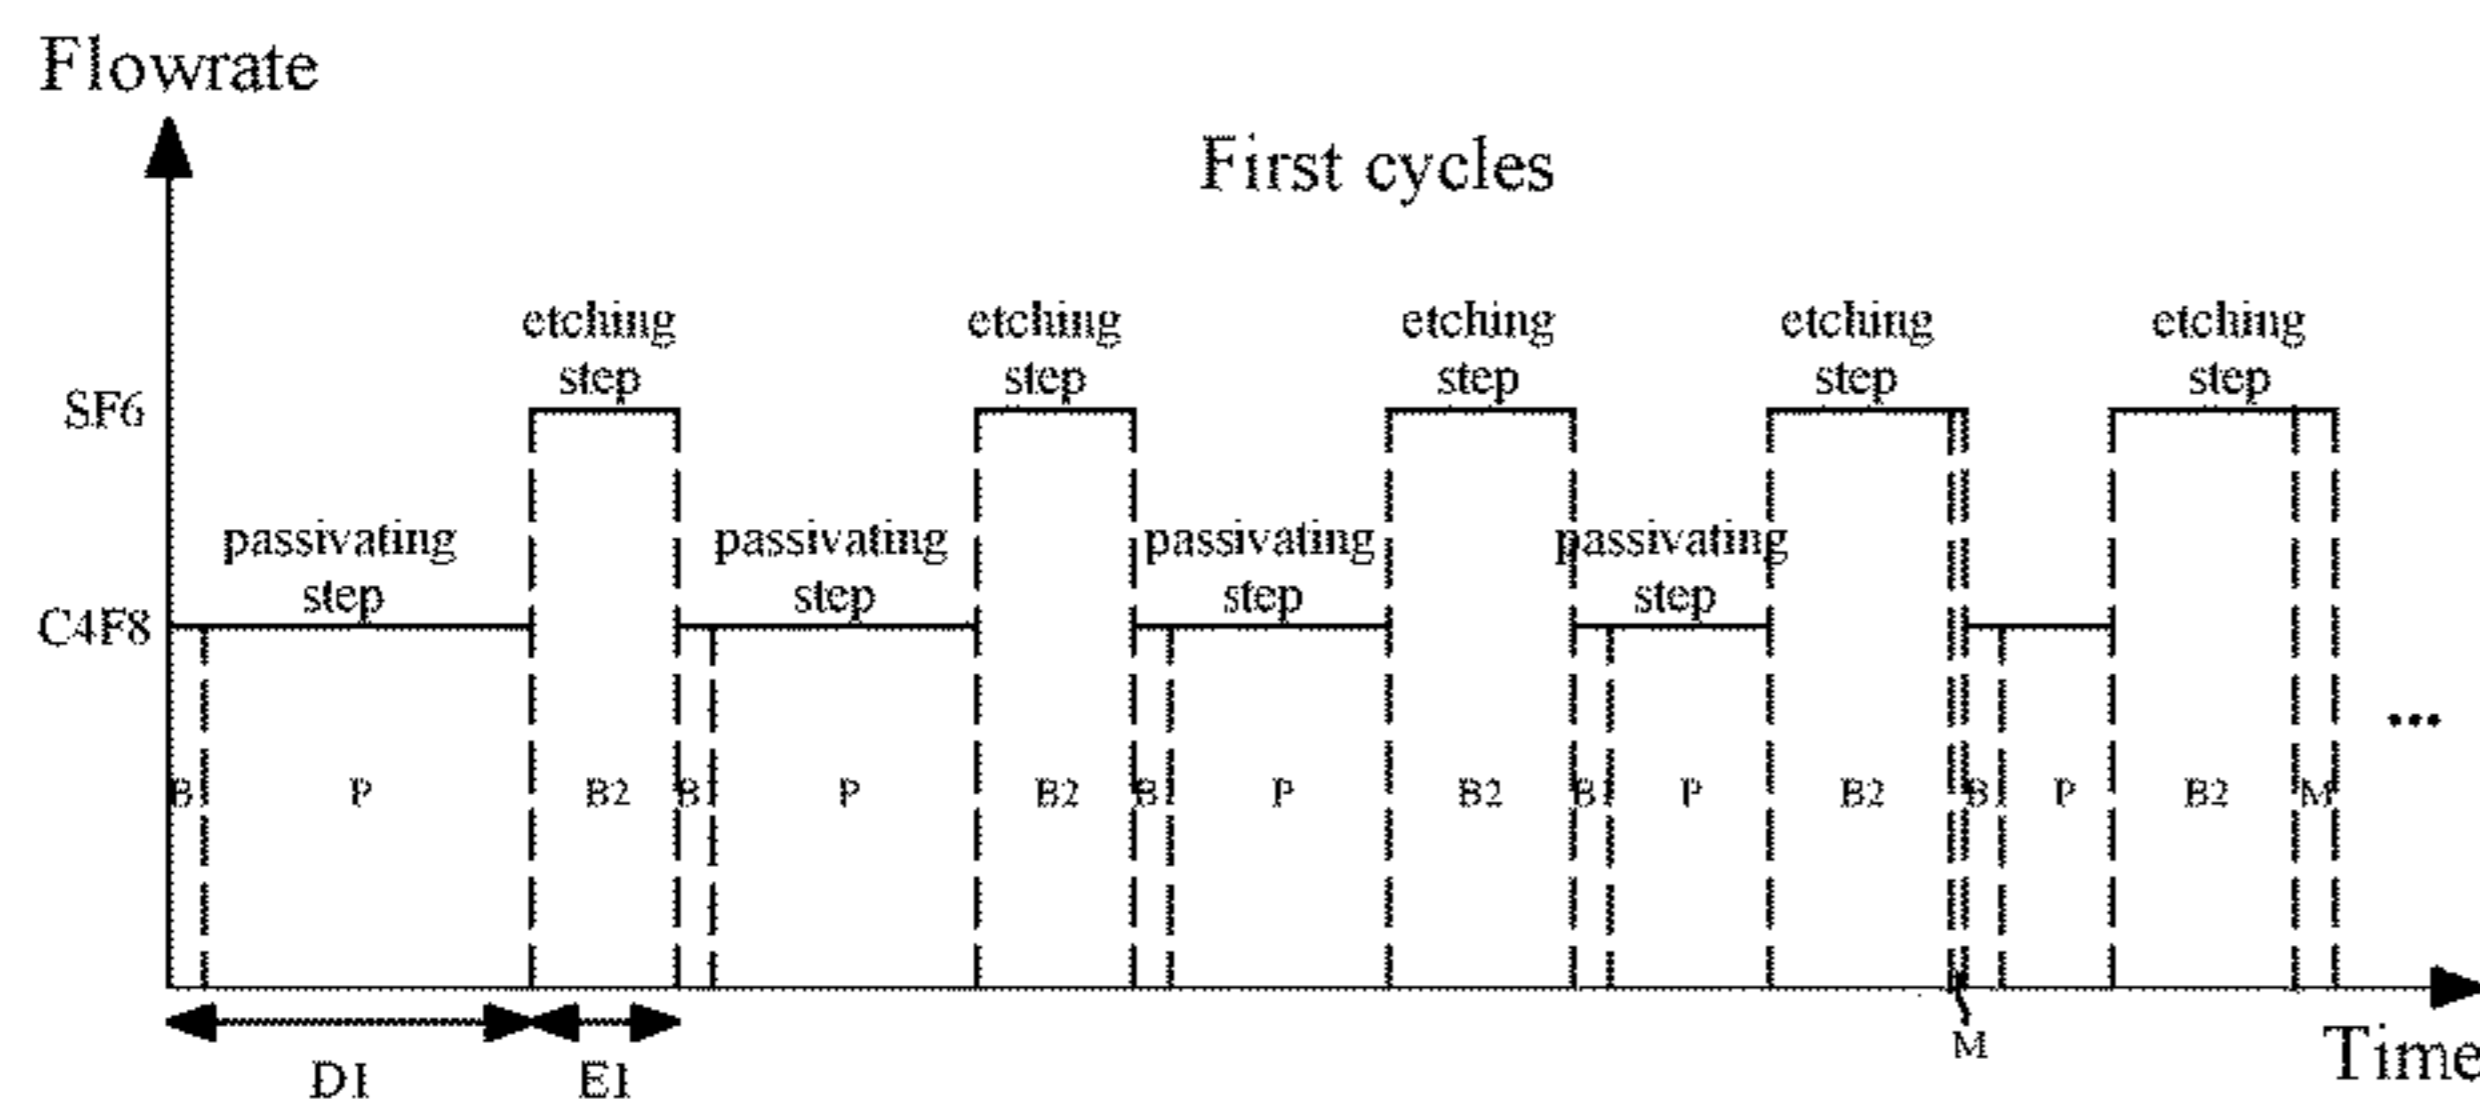 Flowrate
First cycles
etching
step
etching
step
etching
step
etching
step
etching
step
SF6
passivating
step
passivating
step
passivating
step
passivating
step
C4F8
B P B2 B P B2 B P B2 B P B2 B P B2 M
...
M
Time
D1 E1